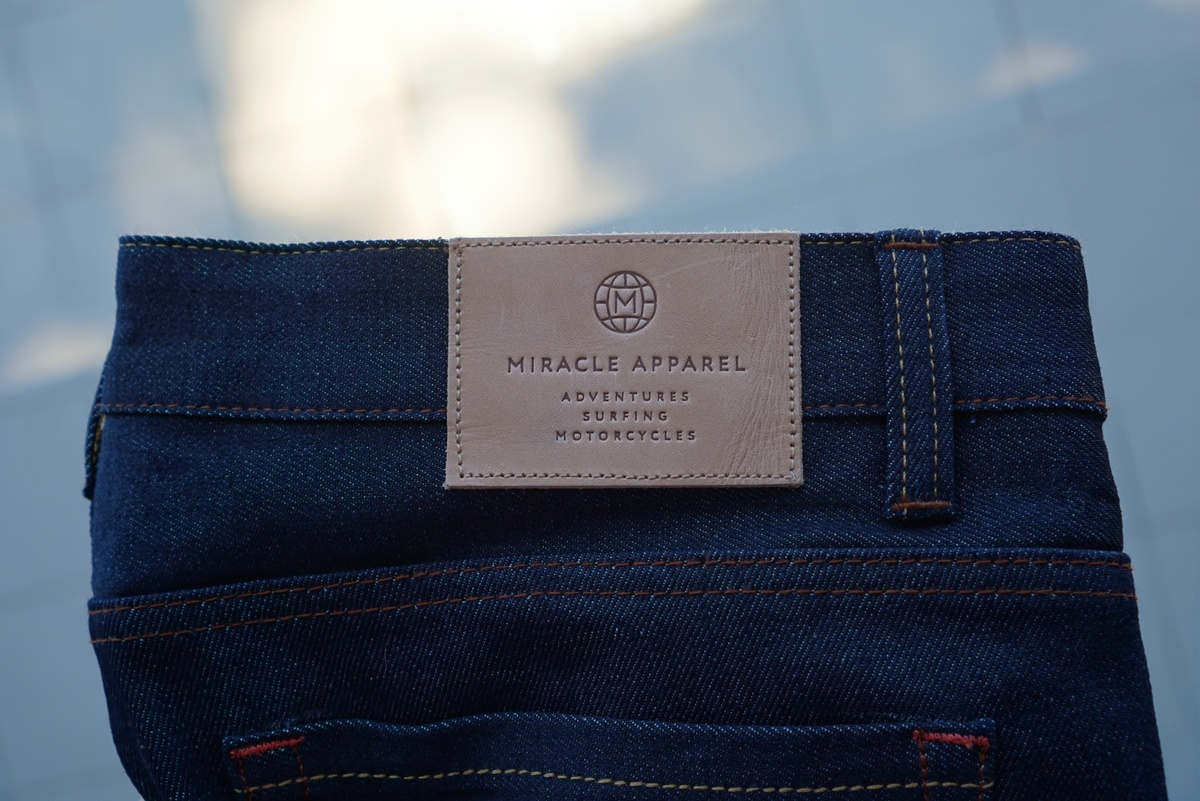 M
MIRACLE APPAREL
ADVENTURES
SURFING
MOTORCYCLES